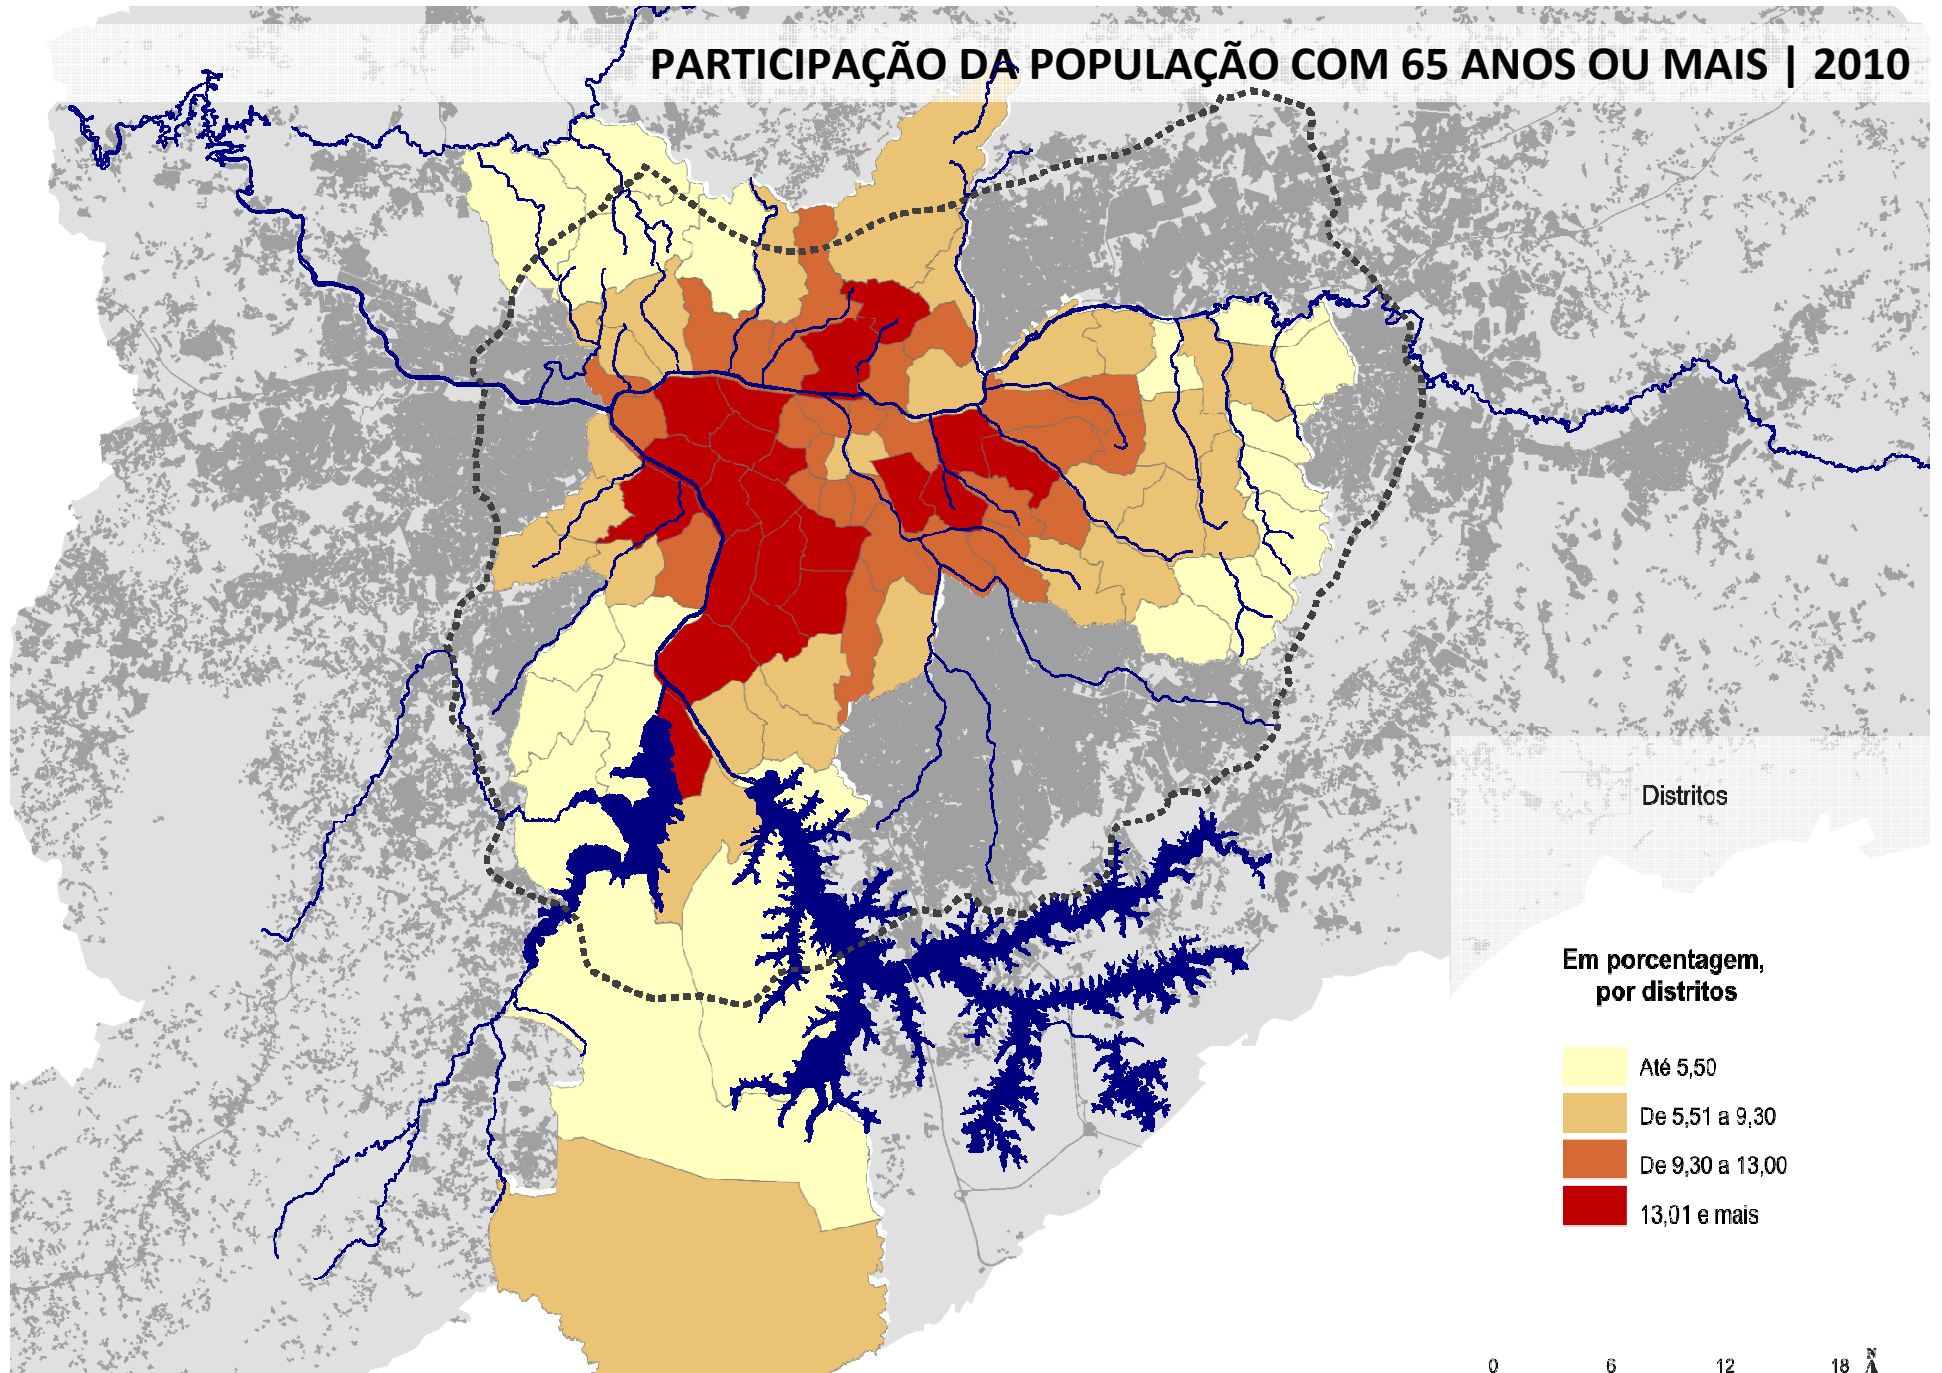 PARTICIPAÇÃO DA POPULAÇÃO COM 65 ANOS OU MAIS | 2010
Distritos
Em porcentagem,
por distritos
Até 5,50
De 5,51 a 9,30
De 9,30 a 13,00
13,01 e mais
0 6 12 18 N